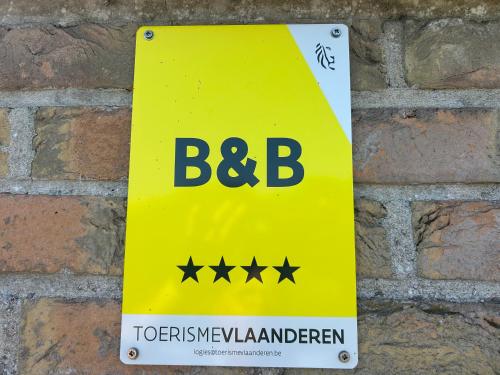 B&B
★★★★
TOERISMEVLAANDEREN
logies@toerismevlaanderen.be